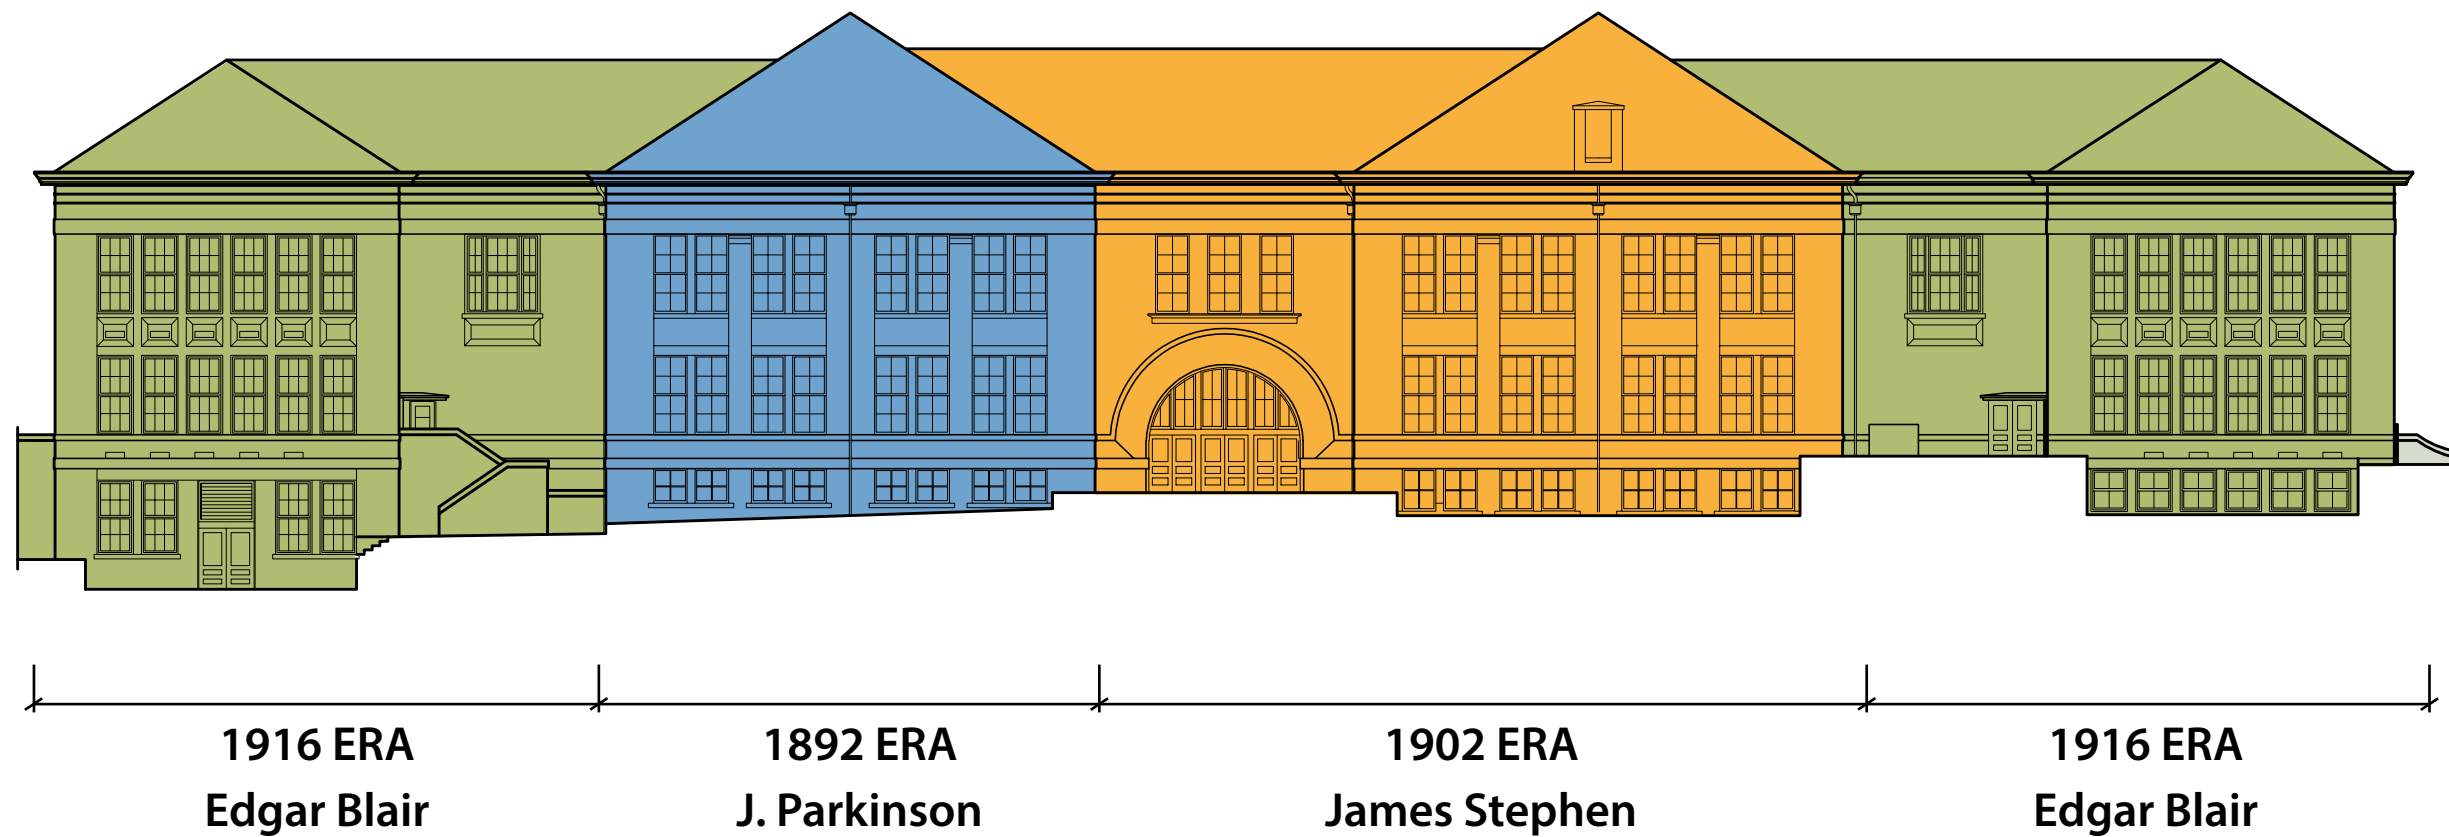 1916 ERA
Edgar Blair
1892 ERA
J. Parkinson
1902 ERA
James Stephen
1916 ERA
Edgar Blair